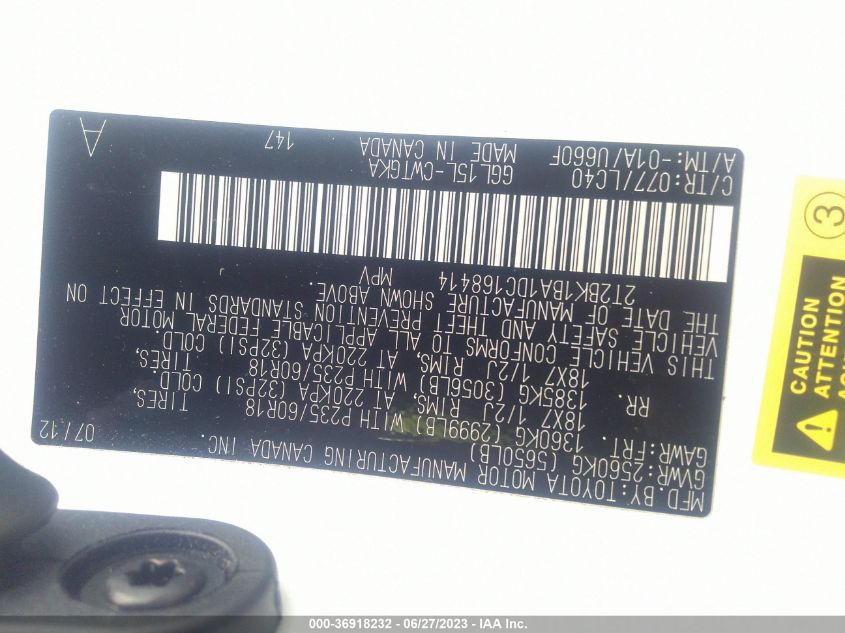 MFD.BY:TOYOTA MOTOR MANUFACTURING CANADA INC. 07/12
GVWR:2560KG (5650LB)
GAWR:FRT. 1360KG (2999LB) WITH P235/60R18 TIRES,
18X7 1/2J RIMS, AT 220KPA (32PSI) COLD
RR. 1385KG (3056LB) WITH P235/60R18 TIRES,
18X7 1/2J RIMS, AT 220KPA (32PSI) COLD
THIS VEHICLE CONFORMS TO ALL APPLICABLE FEDERAL MOTOR
VEHICLE SAFETY AND THEFT PREVENTION STANDARDS IN EFFECT ON
THE DATE OF MANUFACTURE SHOWN ABOVE.
2T2BK1BA1DC168414 MPV
C/TR:077/LC40 GGL15L-CWTGKA
A/TM:-01A/U660F MADE IN CANADA 147 A
3
CAUTION
ATTENTION
000-36918232 - 06/27/2023 - IAA Inc.